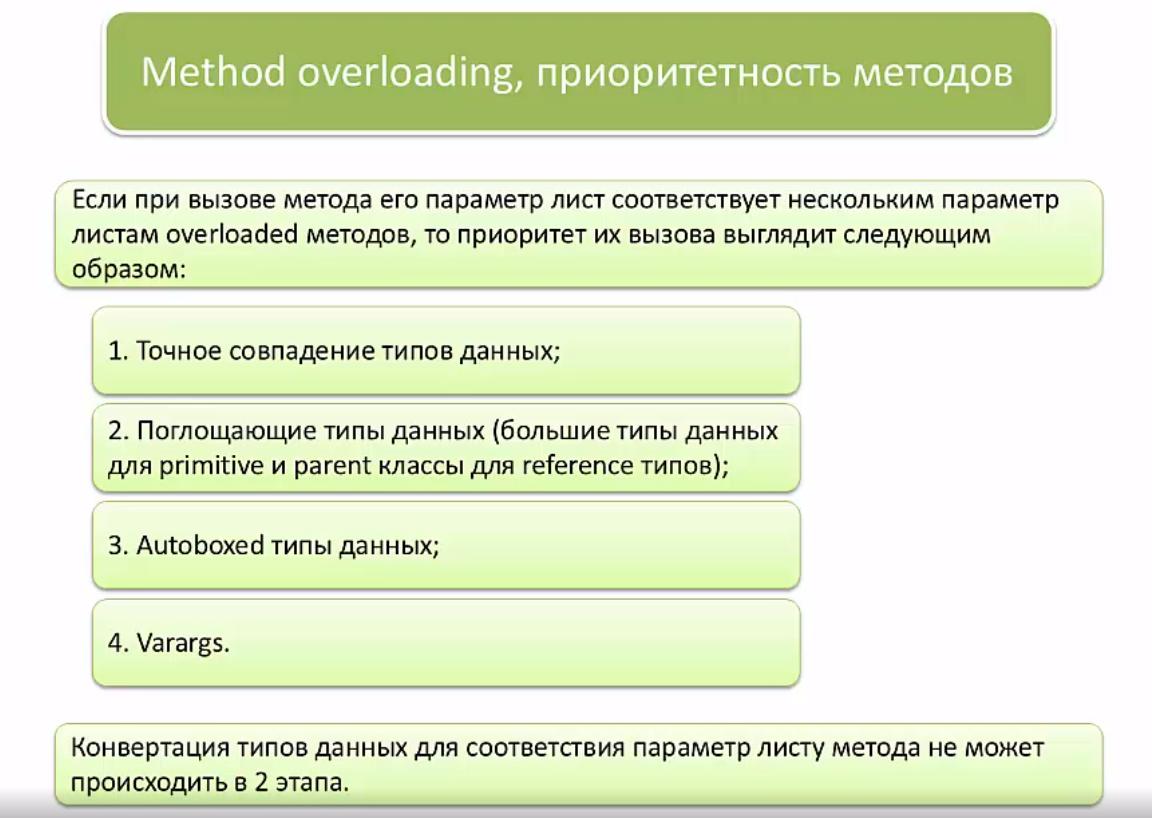 Method overloading, приоритетность методов
Если при вызове метода его параметр лист соответствует нескольким параметр
листам overloaded методов, то приоритет их вызова выглядит следующим
образом:
1. Точное совпадение типов данных;
2. Поглощающие типы данных (большие типы данных
для primitive и parent классы для reference типов);
3. Autoboxed типы данных;
4. Varargs.
Конвертация типов данных для соответствия параметр листу метода не может
происходить в 2 этапа.